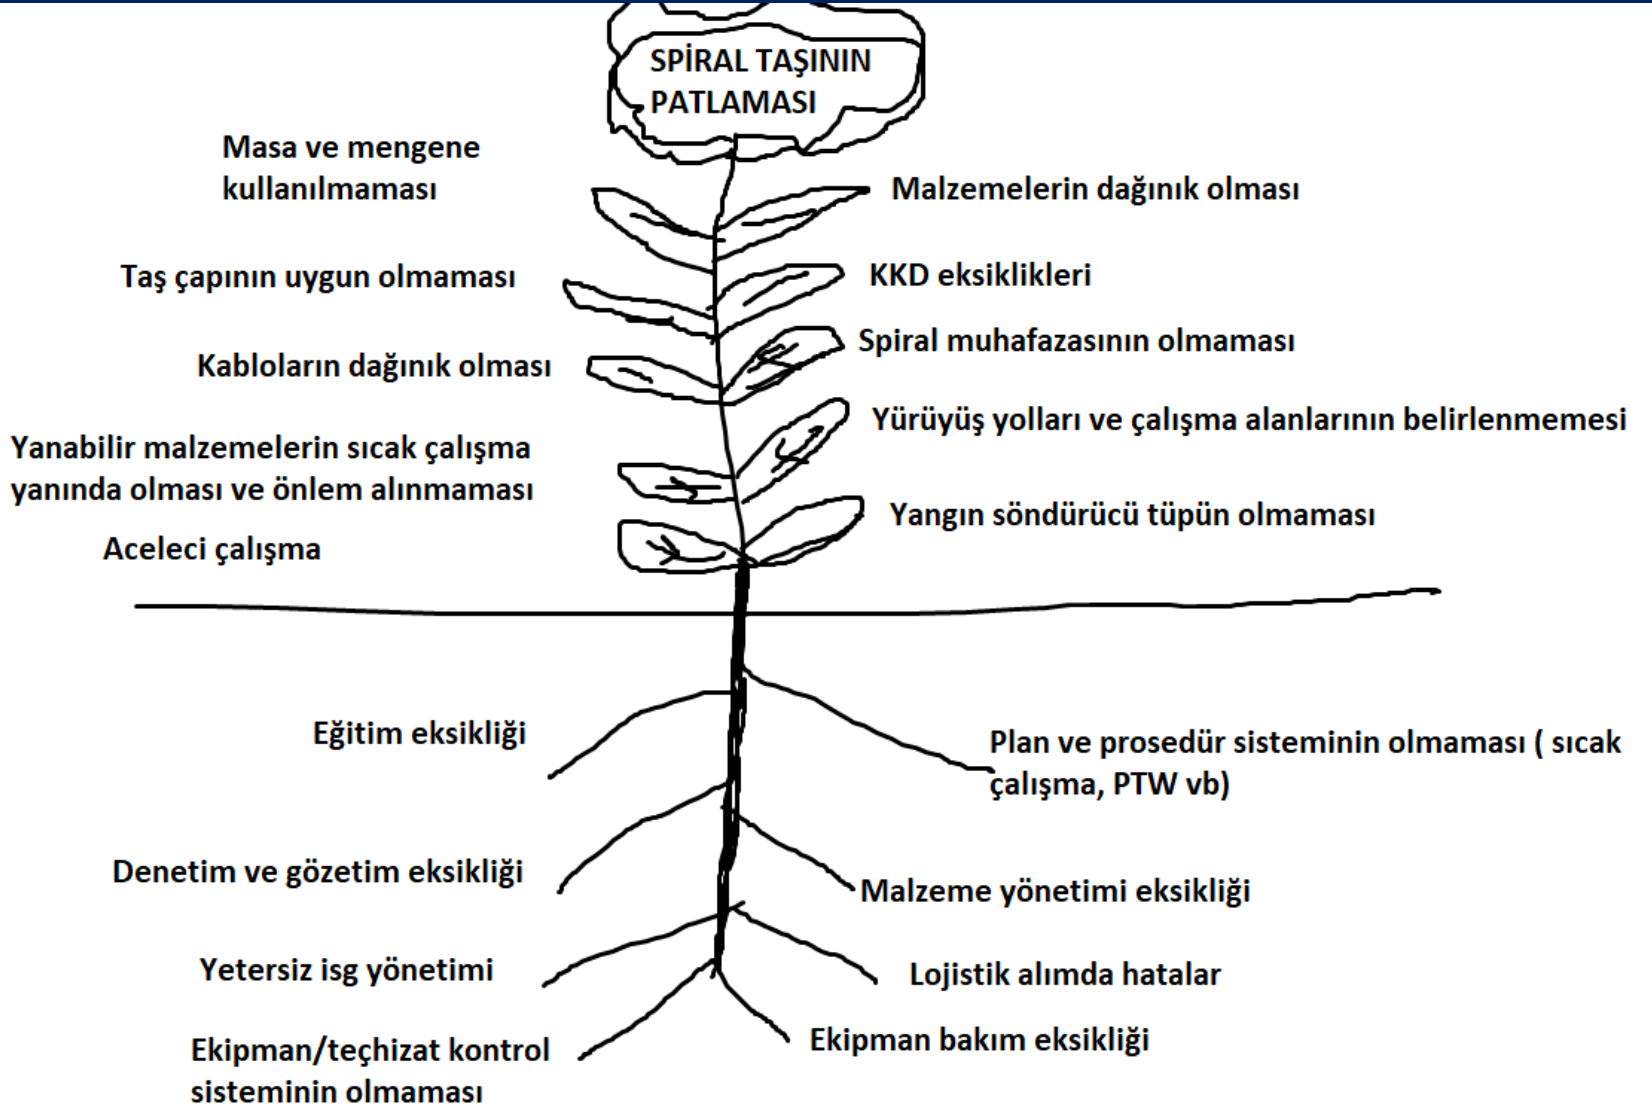 SPİRAL TAŞININ
PATLAMASI
Masa ve mengene
kullanılmaması
Malzemelerin dağınık olması
Taş çapının uygun olmaması
KKD eksiklikleri
Spiral muhafazasının olmaması
Kabloların dağınık olması
Yürüyüş yolları ve çalışma alanlarının belirlenmemesi
Yanabilir malzemelerin sıcak çalışma
yanında olması ve önlem alınmaması
Yangın söndürücü tüpün olmaması
Aceleci çalışma
Eğitim eksikliği
Plan ve prosedür sisteminin olmaması ( sıcak
çalışma, PTW vb)
Denetim ve gözetim eksikliği
Malzeme yönetimi eksikliği
Yetersiz isg yönetimi
Lojistik alımda hatalar
Ekipman bakım eksikliği
Ekipman/teçhizat kontrol
sisteminin olmaması